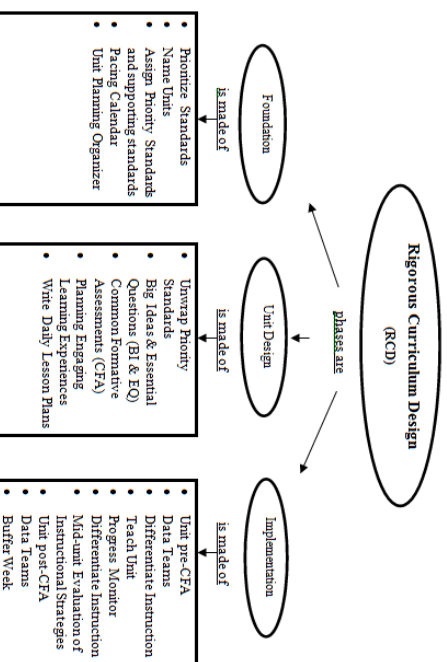 Rigorous Curriculum Design
(RCD)
phases are
Foundation
is made of
• Prioritize Standards
• Name Units
• Assign Priority Standards
and supporting standards
• Pacing Calendar
• Unit Planning Organizer
Unit Design
is made of
• Unwrap Priority
Standards
• Big Ideas & Essential
Questions (BI & EQ)
• Common Formative
Assessments (CFA)
• Planning Engaging
Learning Experiences
• Write Daily Lesson Plans
Implementation
is made of
• Unit pre-CFA
• Data Teams
• Differentiate Instruction
• Teach Unit
• Progress Monitor
• Differentiate Instruction
• Mid-unit Evaluation of
Instructional Strategies
• Unit post-CFA
• Data Teams
• Buffer Week